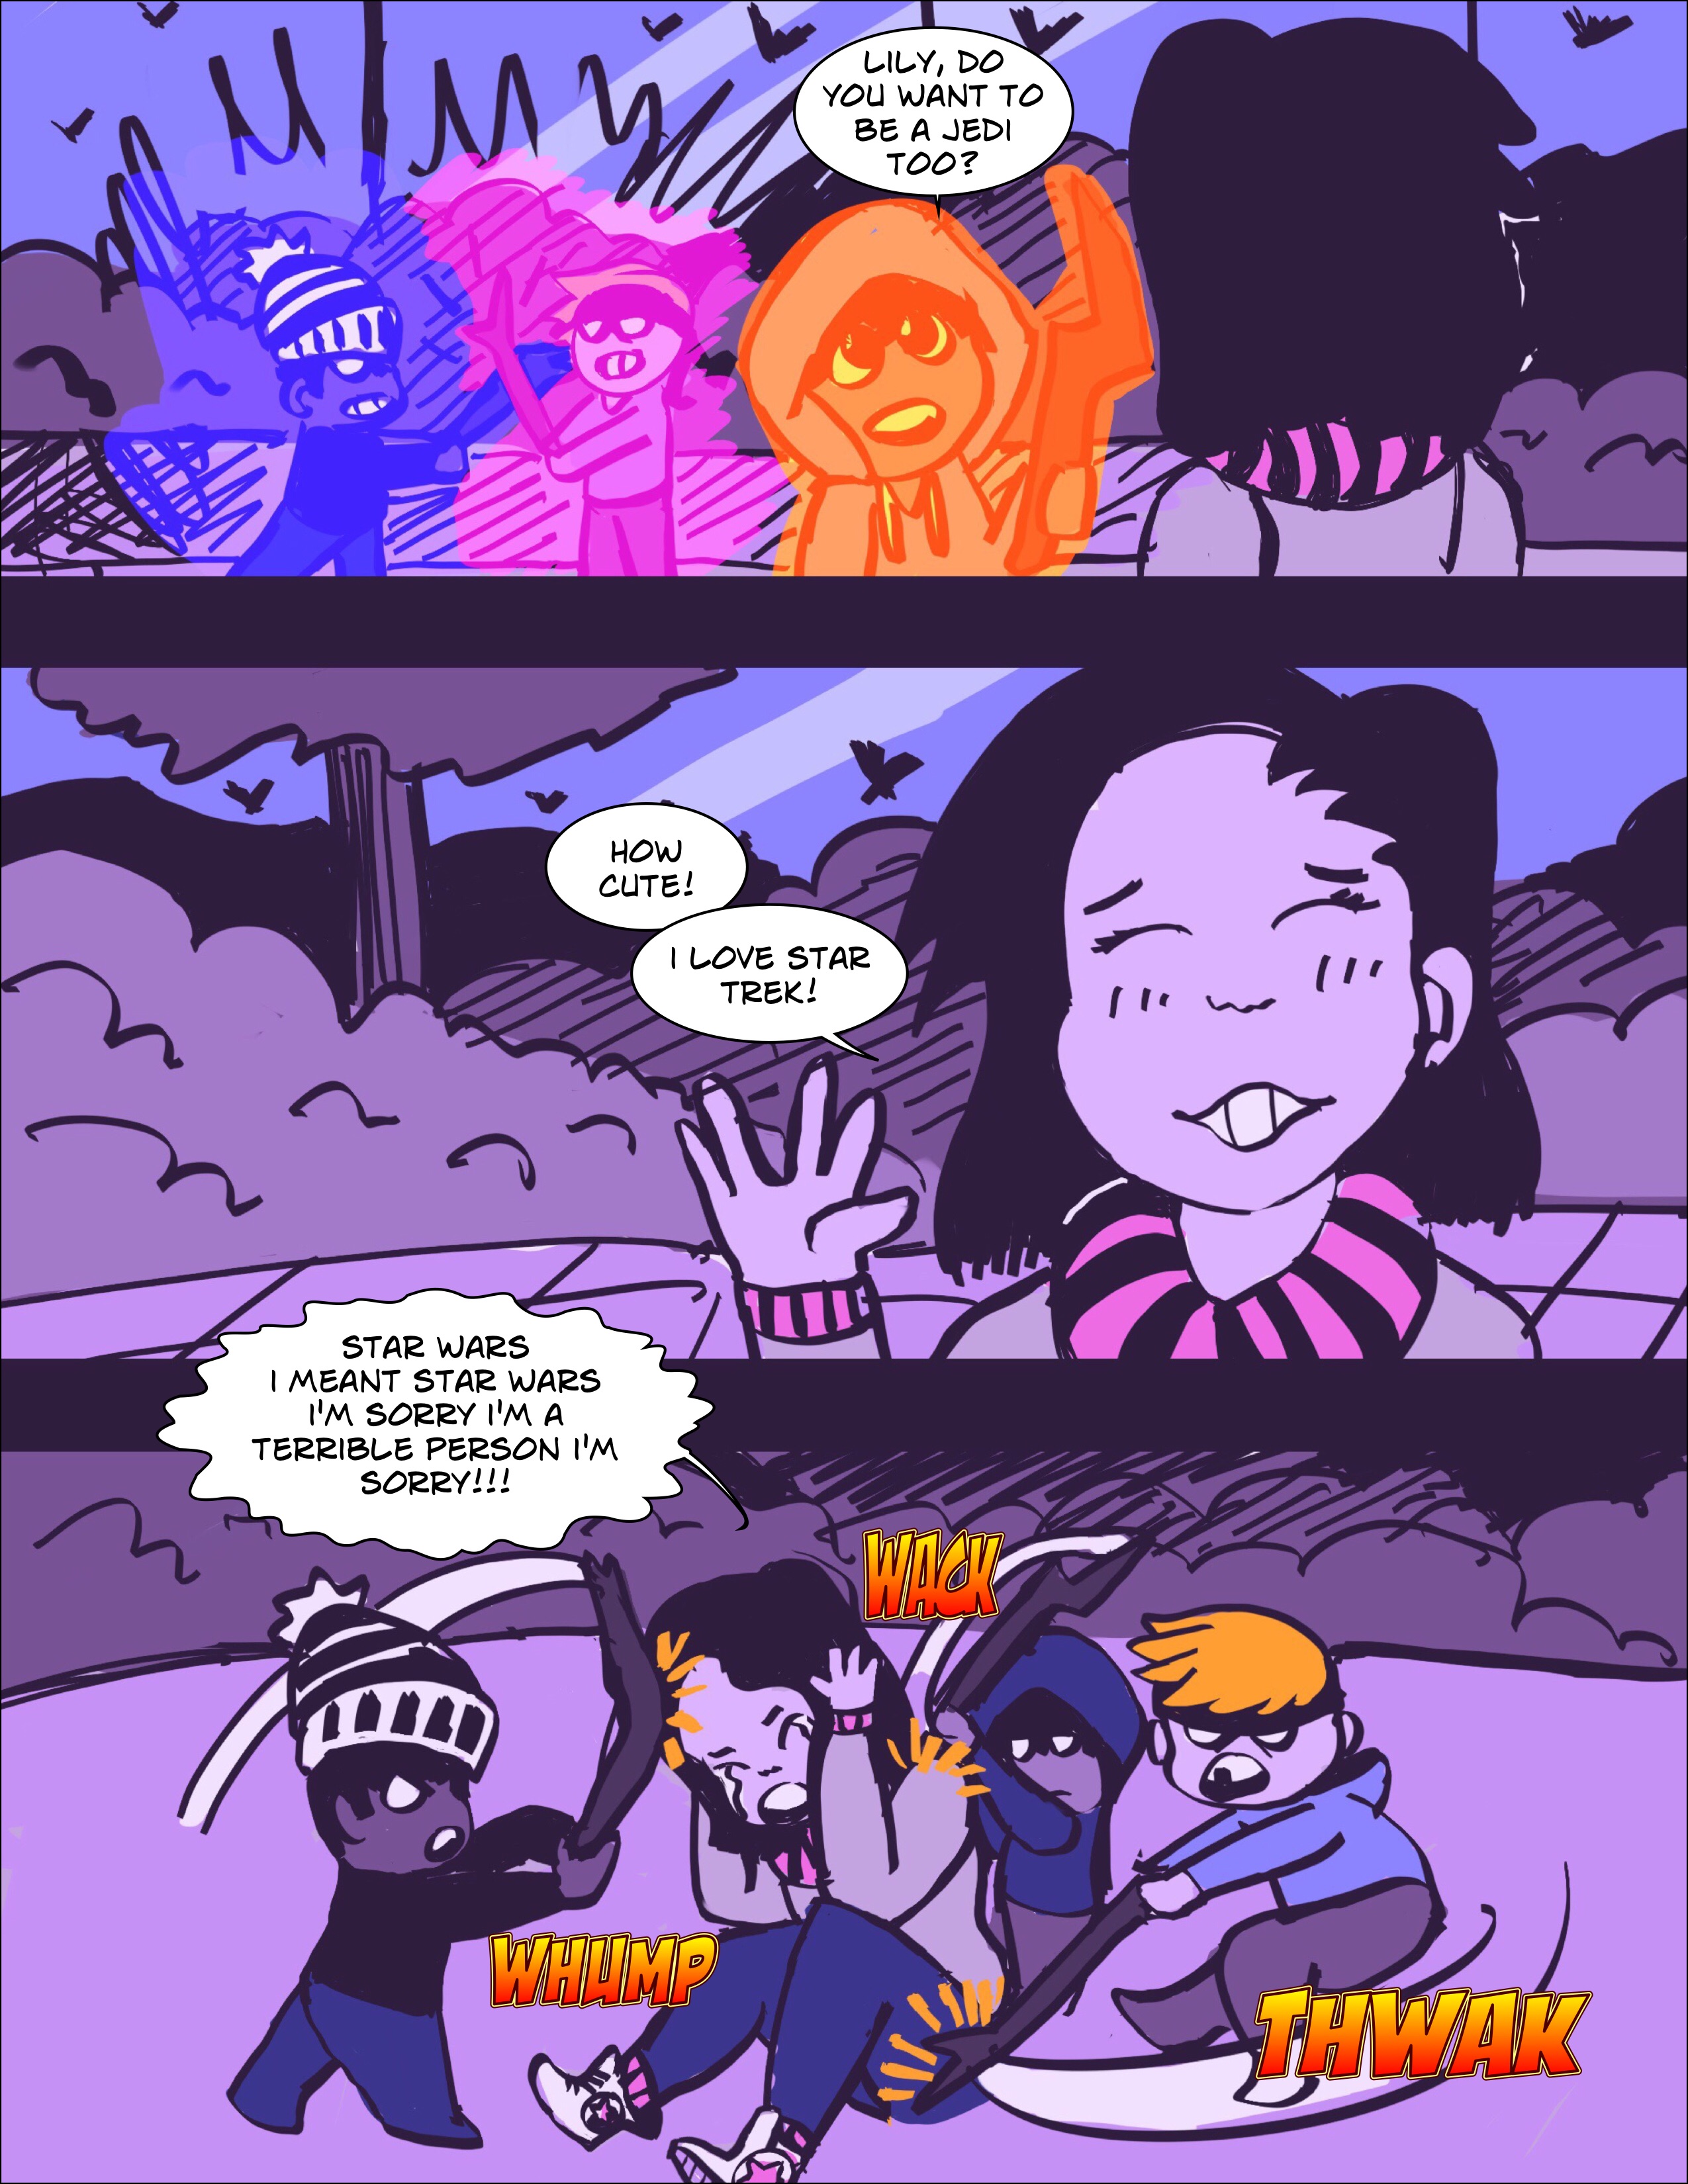 LILY, DO
YOU WANT TO
BE A JEDI
TOO?
HOW
CUTE!
I LOVE STAR
TREK!
STAR WARS
I MEANT STAR WARS
I'M SORRY I'M A
TERRIBLE PERSON I'M
SORRY!!!
WACK
WHUMP
THWAK